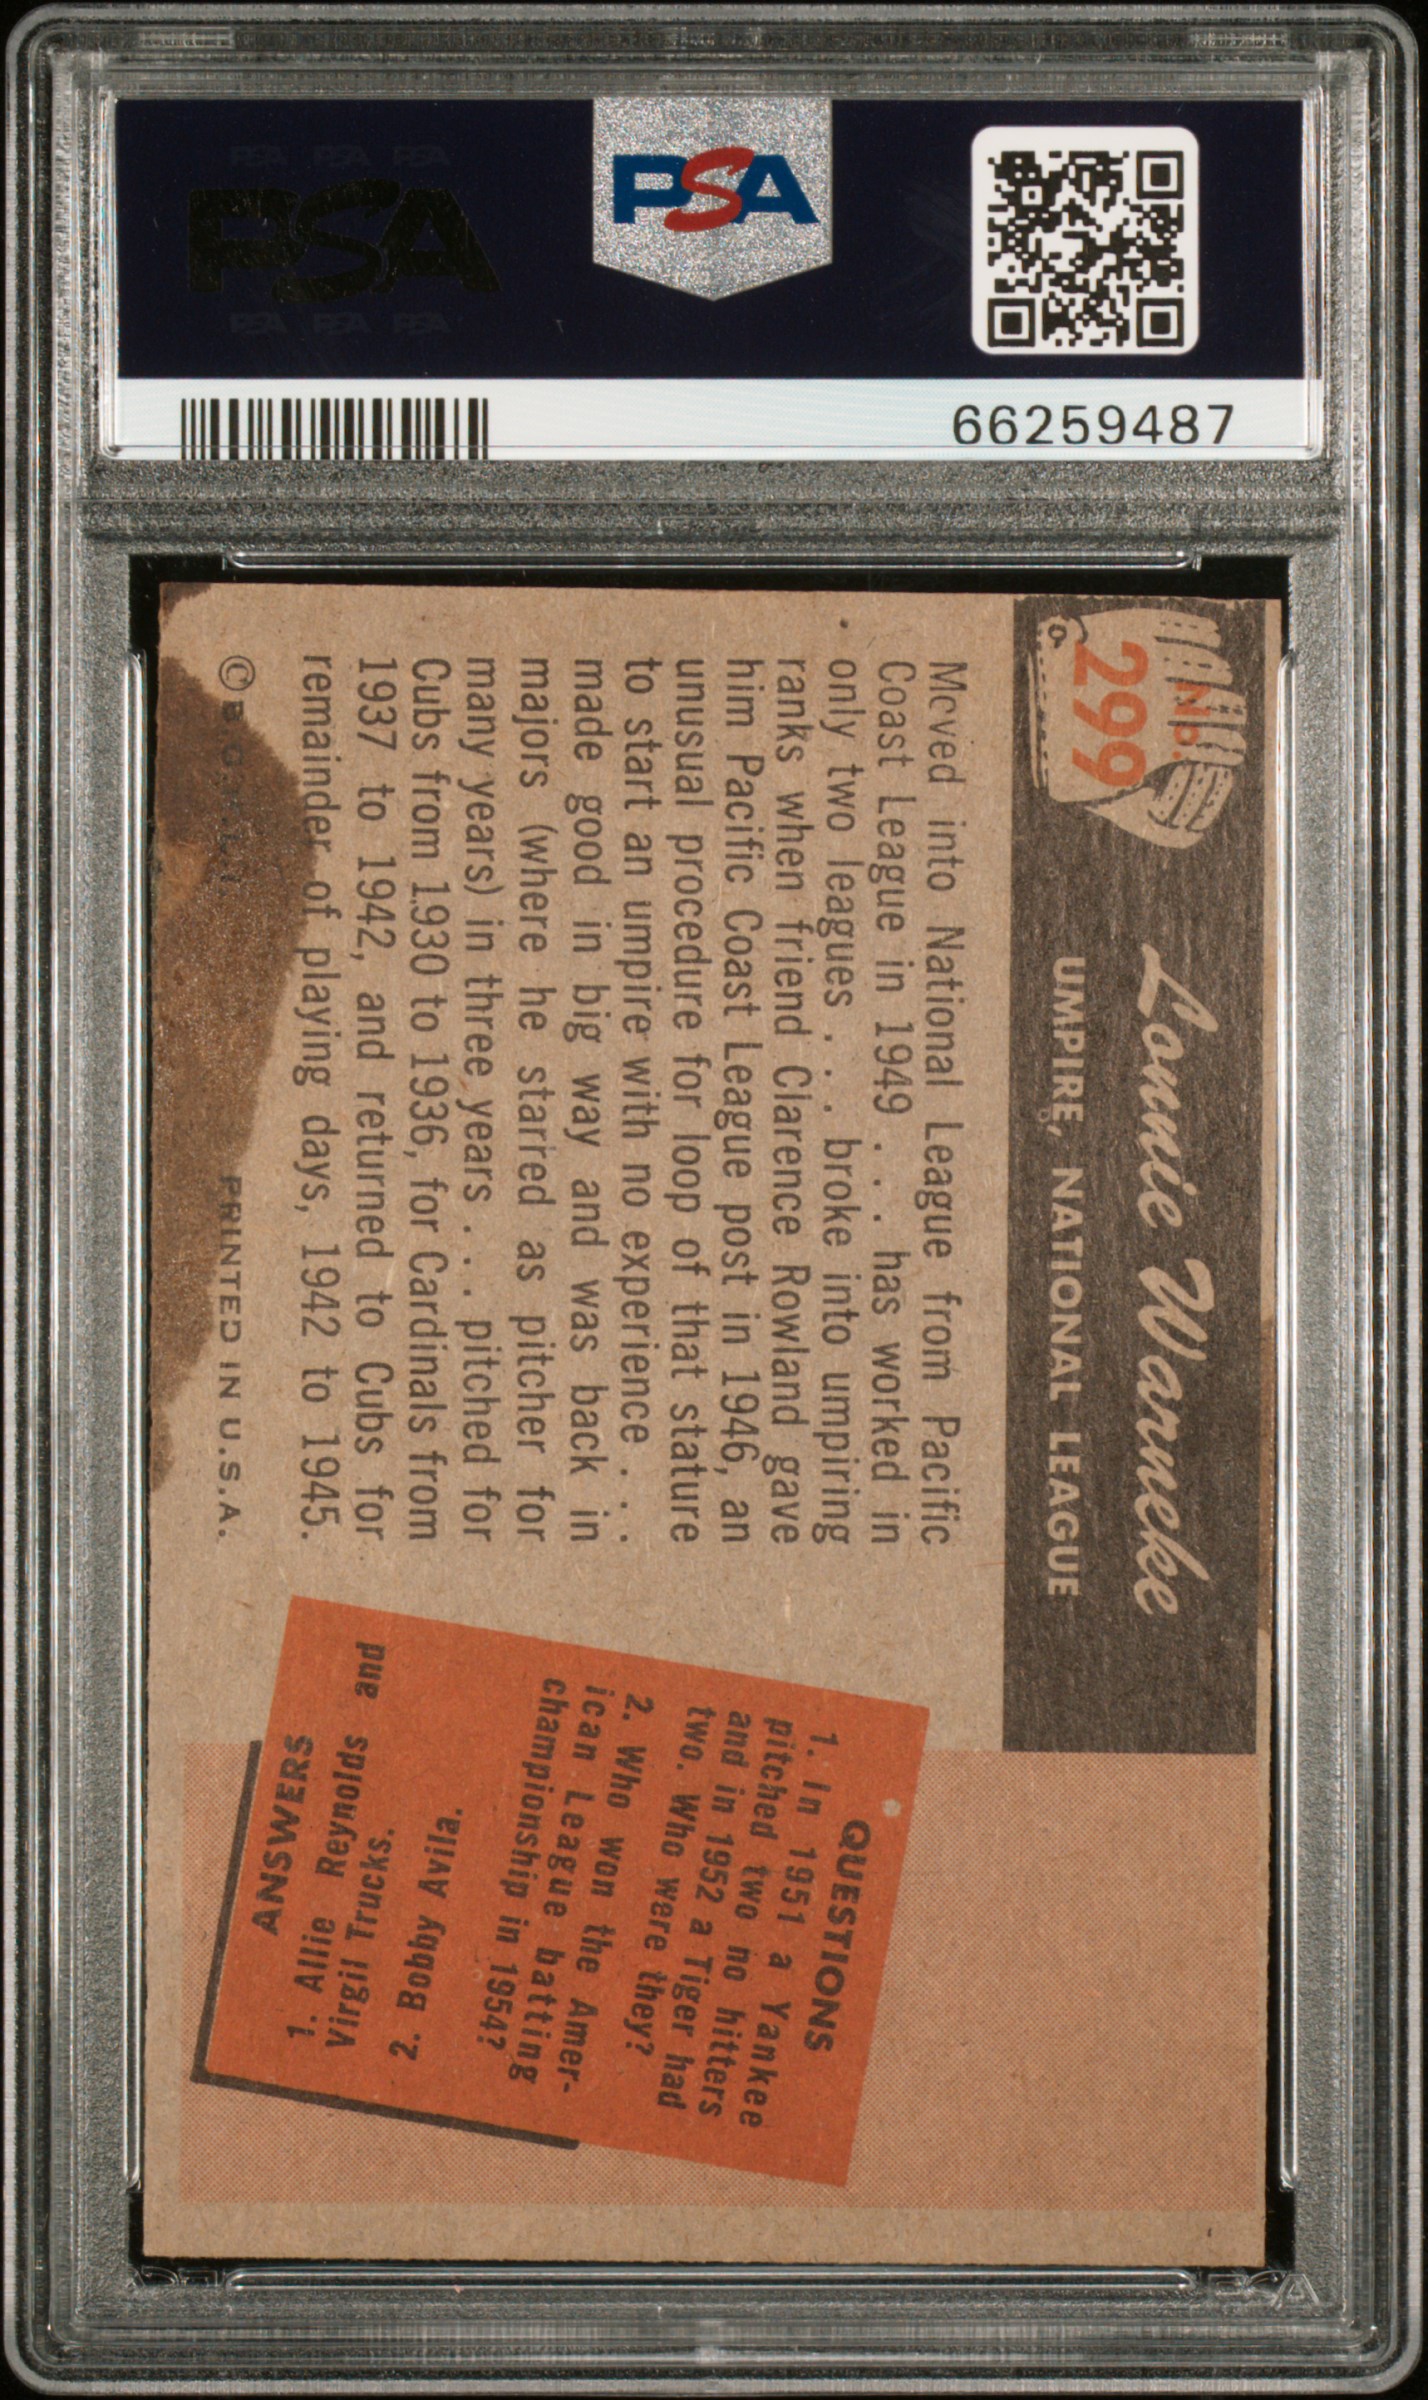 PSA PSA PSA
PSA
PSA PSA PSA
PSA
66259487
No.
299
Lonnie Warneke
UMPIRE, NATIONAL LEAGUE
Moved into National League from Pacific
Coast League in 1949 . . . has worked in
only two leagues . . . broke into umpiring
ranks when friend Clarence Rowland gave
him Pacific Coast League post in 1946, an
unusual procedure for loop of that stature
to start an umpire with no experience . . .
made good in big way and was back in
majors (where he starred as pitcher for
many years) in three years . . . pitched for
Cubs from 1930 to 1936, for Cardinals from
1937 to 1942, and returned to Cubs for
remainder of playing days, 1942 to 1945.
© B.G.H.L.I.
PRINTED IN U.S.A.
QUESTIONS
1. In 1951 a Yankee
pitched two no hitters
and in 1952 a Tiger had
two. Who were they?
2. Who won the Amer-
ican League batting
championship in 1954?
ANSWERS
1. Allie Reynolds and
Virgil Trucks.
2. Bobby Avila.
PSA